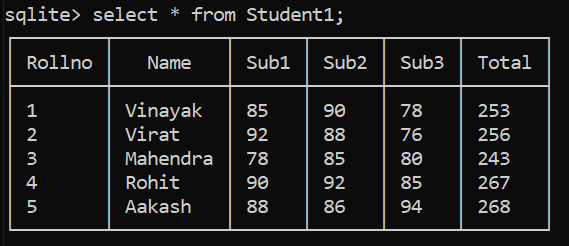 sqlite> select * from Student1;
Rollno Name Sub1 Sub2 Sub3 Total
1 Vinayak 85 90 78 253
2 Virat 92 88 76 256
3 Mahendra 78 85 80 243
4 Rohit 90 92 85 267
5 Aakash 88 86 94 268